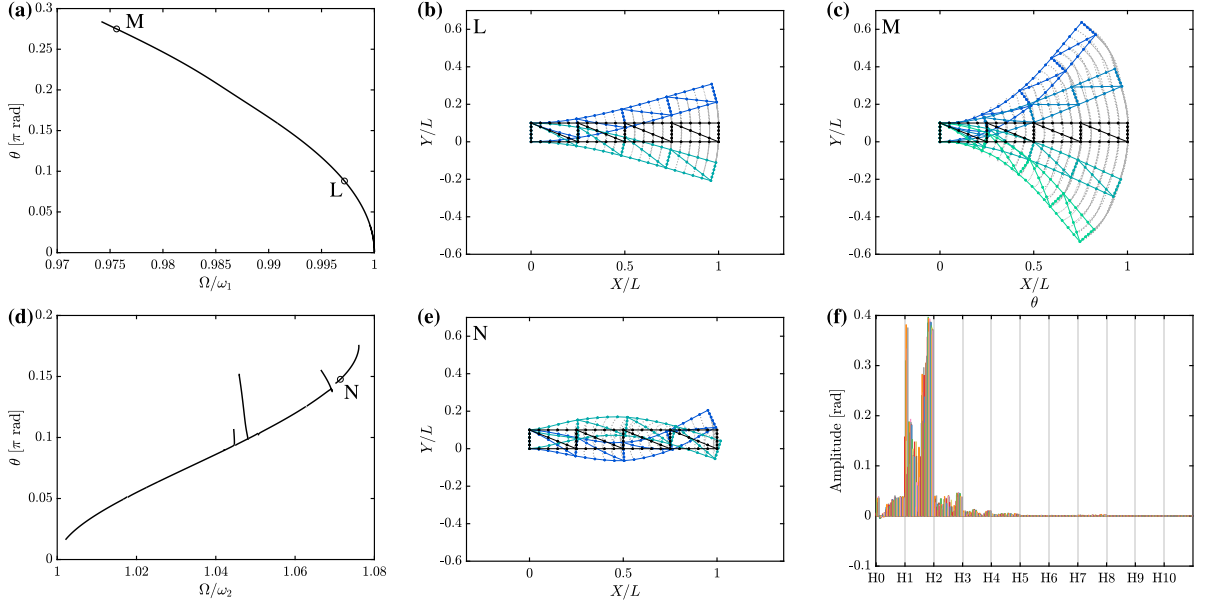 (a)
0.3
0.25
0.2
0.15
0.1
0.05
0
θ [π rad]
M
L
0.97 0.975 0.98 0.985 0.99 0.995 1
Ω/ω₁
(b)
L
0.6
0.4
0.2
0
-0.2
-0.4
-0.6
Y/L
0 0.5 1
X/L
(c)
M
0.6
0.4
0.2
0
-0.2
-0.4
-0.6
Y/L
0 0.5 1
X/L
(d)
0.2
0.15
0.1
0.05
0
θ [π rad]
N
1 1.02 1.04 1.06 1.08
Ω/ω₂
(e)
N
0.6
0.4
0.2
0
-0.2
-0.4
-0.6
Y/L
0 0.5 1
X/L
θ
(f)
0.4
0.3
0.2
0.1
0
-0.1
Amplitude [rad]
H0 H1 H2 H3 H4 H5 H6 H7 H8 H9 H10